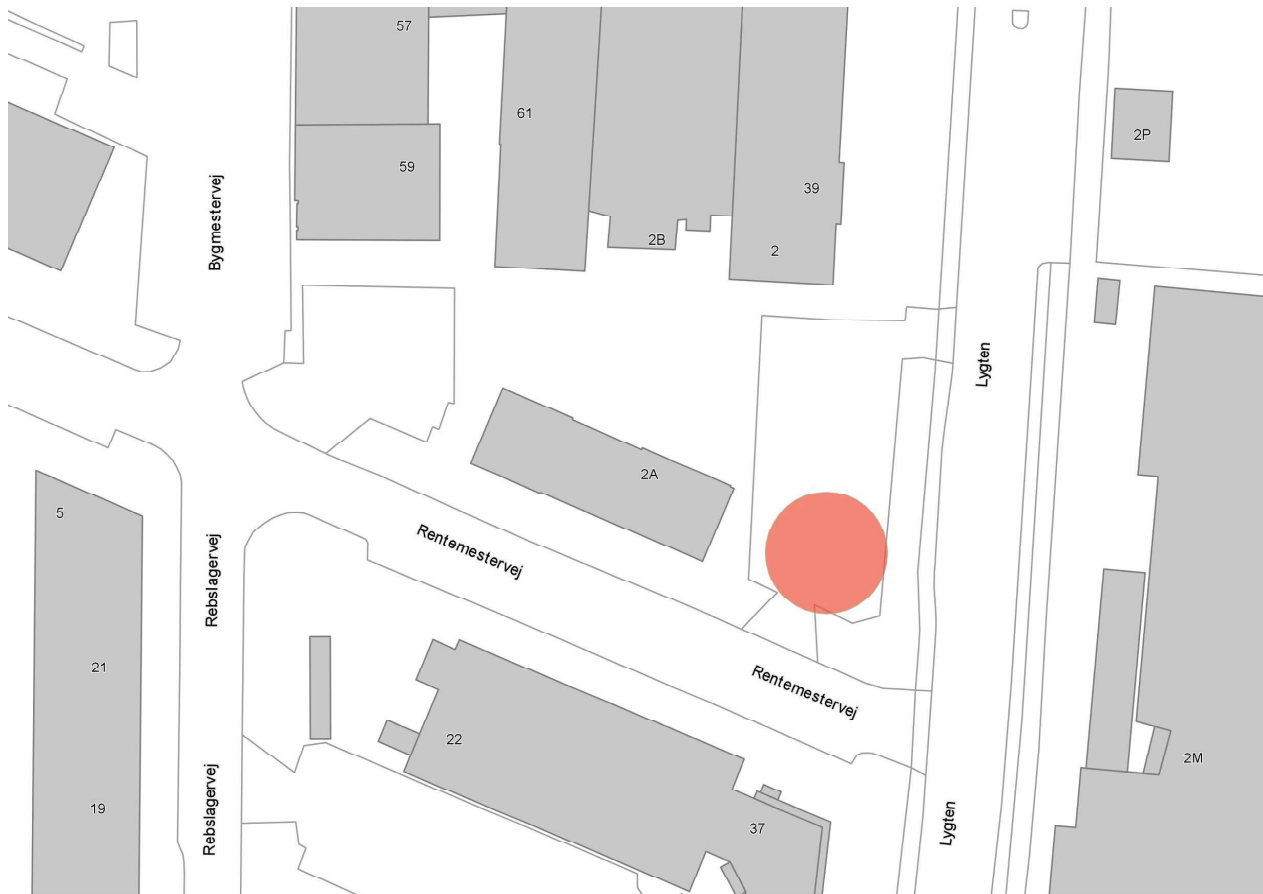 57
61
2P
59
39
Bygmestervej
2B
2
Lygten
2A
5
Rentemestervej
Rebslagervej
21
Rentemestervej
22
2M
19
Rebslagervej
Lygten
37